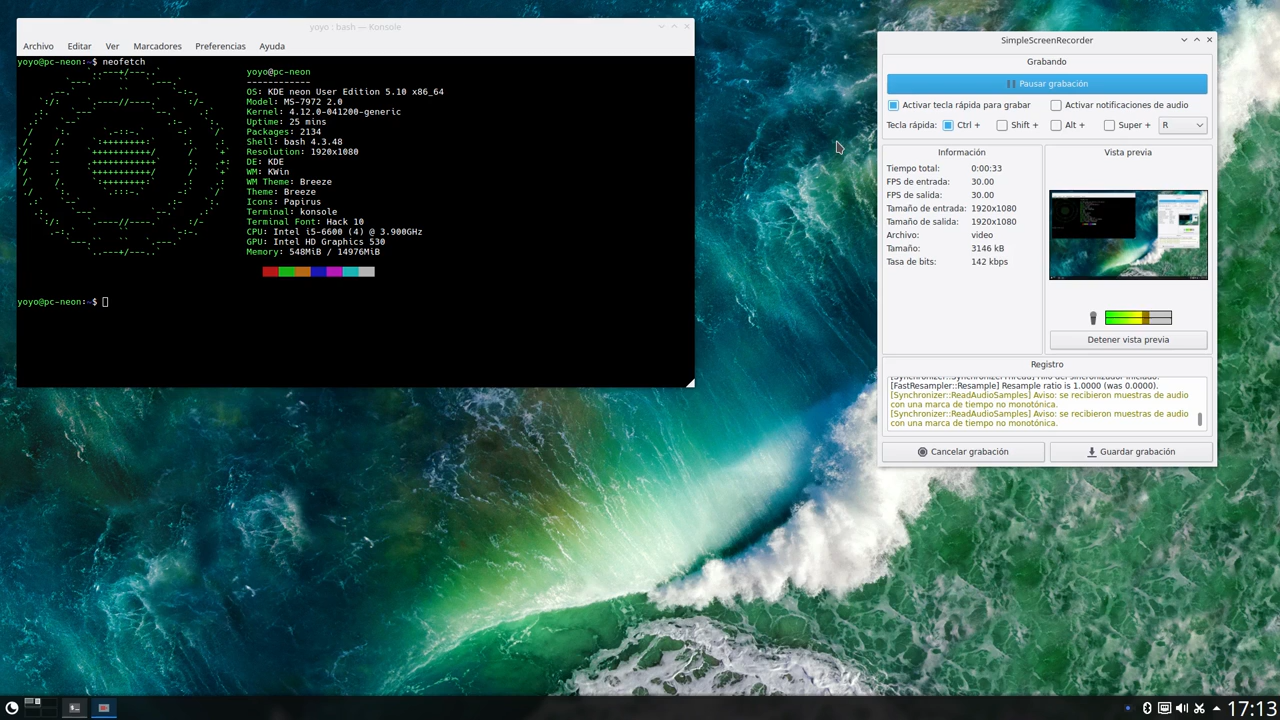 yoyo : bash — Konsole
Archivo Editar Ver Marcadores Preferencias Ayuda
yoyo@pc-neon:~$ neofetch
yoyo@pc-neon
------------
OS: KDE neon User Edition 5.10 x86_64
Model: MS-7972 2.0
Kernel: 4.12.0-041200-generic
Uptime: 25 mins
Packages: 2134
Shell: bash 4.3.48
Resolution: 1920x1080
DE: KDE
WM: KWin
WM Theme: Breeze
Theme: Breeze
Icons: Papirus
Terminal: konsole
Terminal Font: Hack 10
CPU: Intel i5-6600 (4) @ 3.900GHz
GPU: Intel HD Graphics 530
Memory: 548MiB / 14976MiB
yoyo@pc-neon:~$
SimpleScreenRecorder
Grabando
Pausar grabación
Activar tecla rápida para grabar Activar notificaciones de audio
Tecla rápida: Ctrl + Shift + Alt + Super + R
Información
Tiempo total: 0:00:33
FPS de entrada: 30.00
FPS de salida: 30.00
Tamaño de entrada: 1920x1080
Tamaño de salida: 1920x1080
Archivo: video
Tamaño: 3146 kB
Tasa de bits: 142 kbps
Vista previa
Detener vista previa
Registro
[FastResampler::Resample] Resample ratio is 1.0000 (was 0.0000).
[Synchronizer::ReadAudioSamples] Aviso: se recibieron muestras de audio
con una marca de tiempo no monotónica.
[Synchronizer::ReadAudioSamples] Aviso: se recibieron muestras de audio
con una marca de tiempo no monotónica.
Cancelar grabación Guardar grabación
17:13